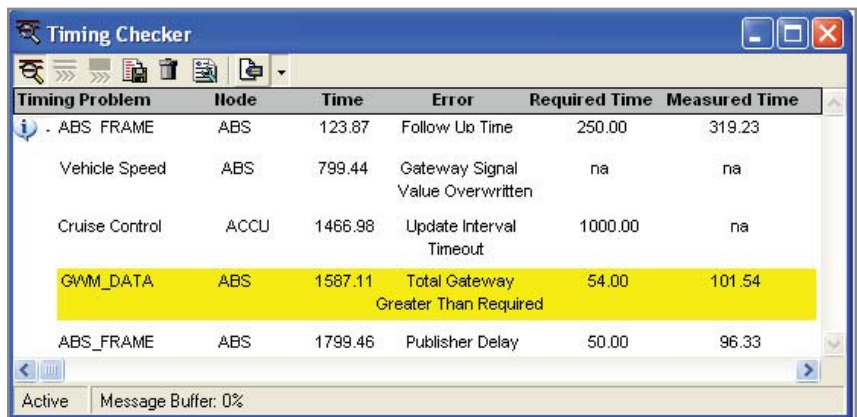 Timing Checker
Timing Problem Node Time Error Required Time Measured Time
ABS FRAME ABS 123.87 Follow Up Time 250.00 319.23
Vehicle Speed ABS 799.44 Gateway Signal na na
Value Overwritten
Cruise Control ACCU 1466.98 Update Interval 1000.00 na
Timeout
GWM_DATA ABS 1587.11 Total Gateway 54.00 101.54
Greater Than Required
ABS_FRAME ABS 1799.46 Publisher Delay 50.00 96.33
Active Message Buffer: 0%